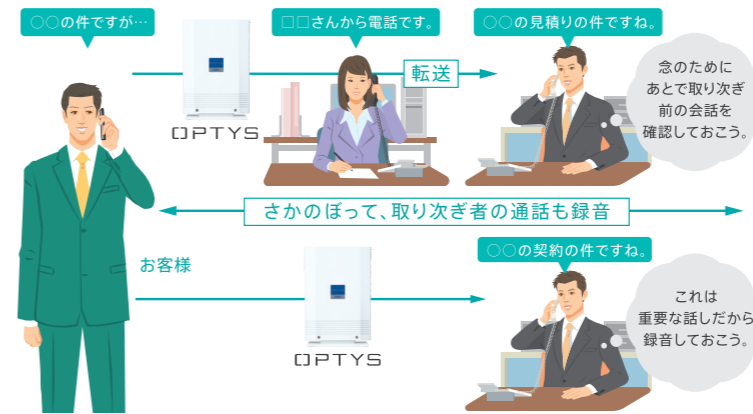 ○○の件ですが…
□□さんから電話です。
○○の見積りの件ですね。
転送
念のために
あとで取り次ぎ
前の会話を
確認しておこう。
OPTYS
さかのぼって、取り次ぎ者の通話も録音
お客様
○○の契約の件ですね。
これは
重要な話しだから
録音しておこう。
OPTYS